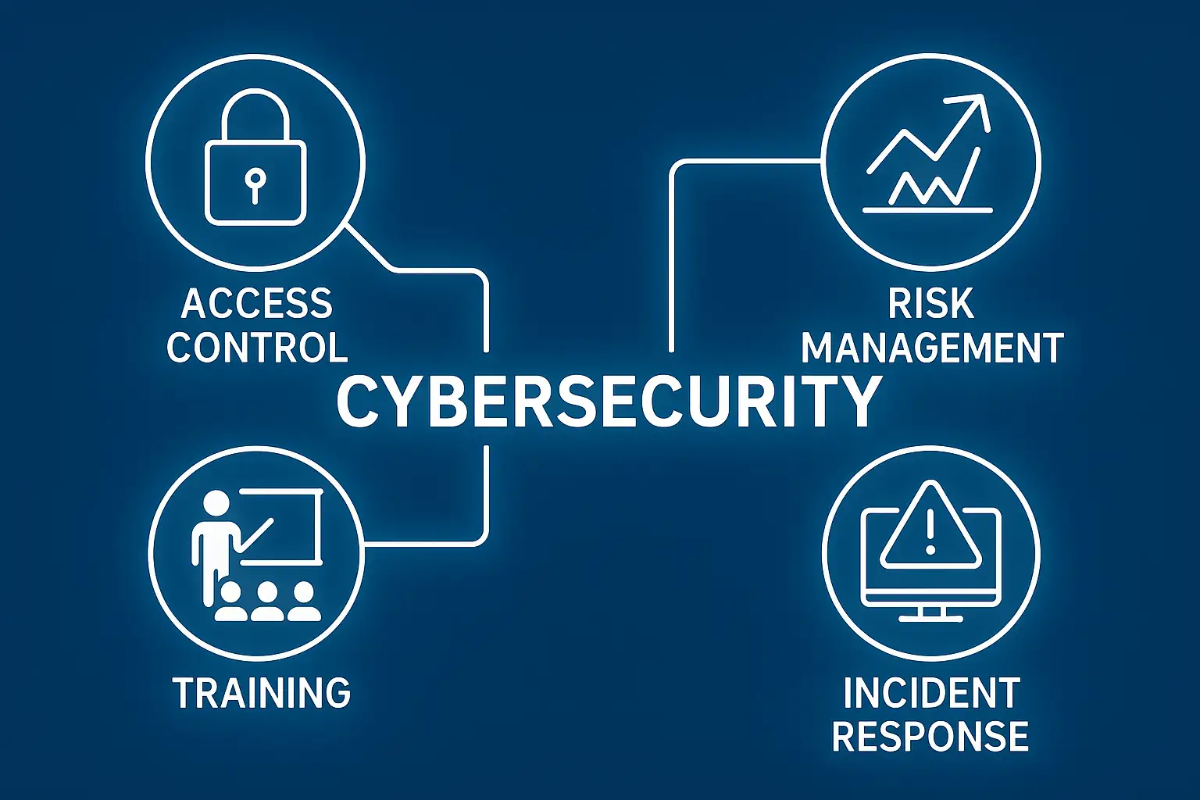 ACCESS
CONTROL
RISK
MANAGEMENT
CYBERSECURITY
TRAINING
INCIDENT
RESPONSE